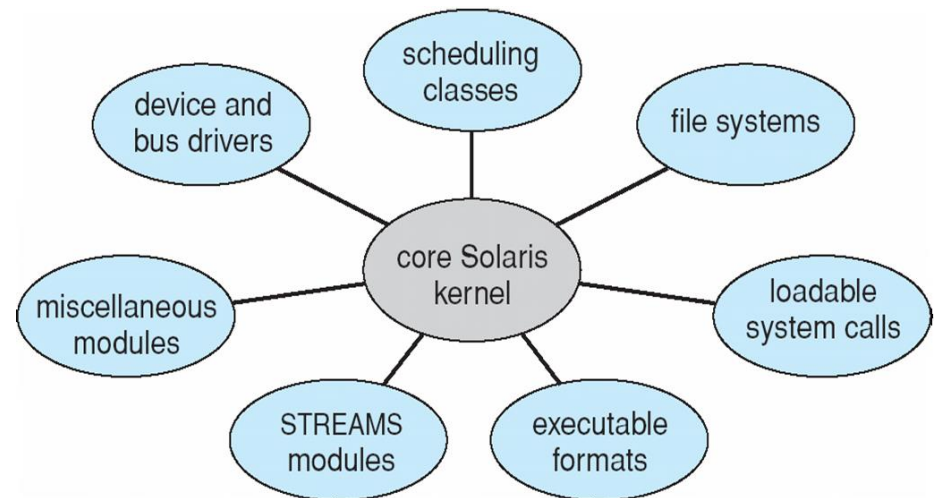 scheduling
classes
device and
bus drivers
file systems
core Solaris
kernel
miscellaneous
modules
loadable
system calls
STREAMS
modules
executable
formats